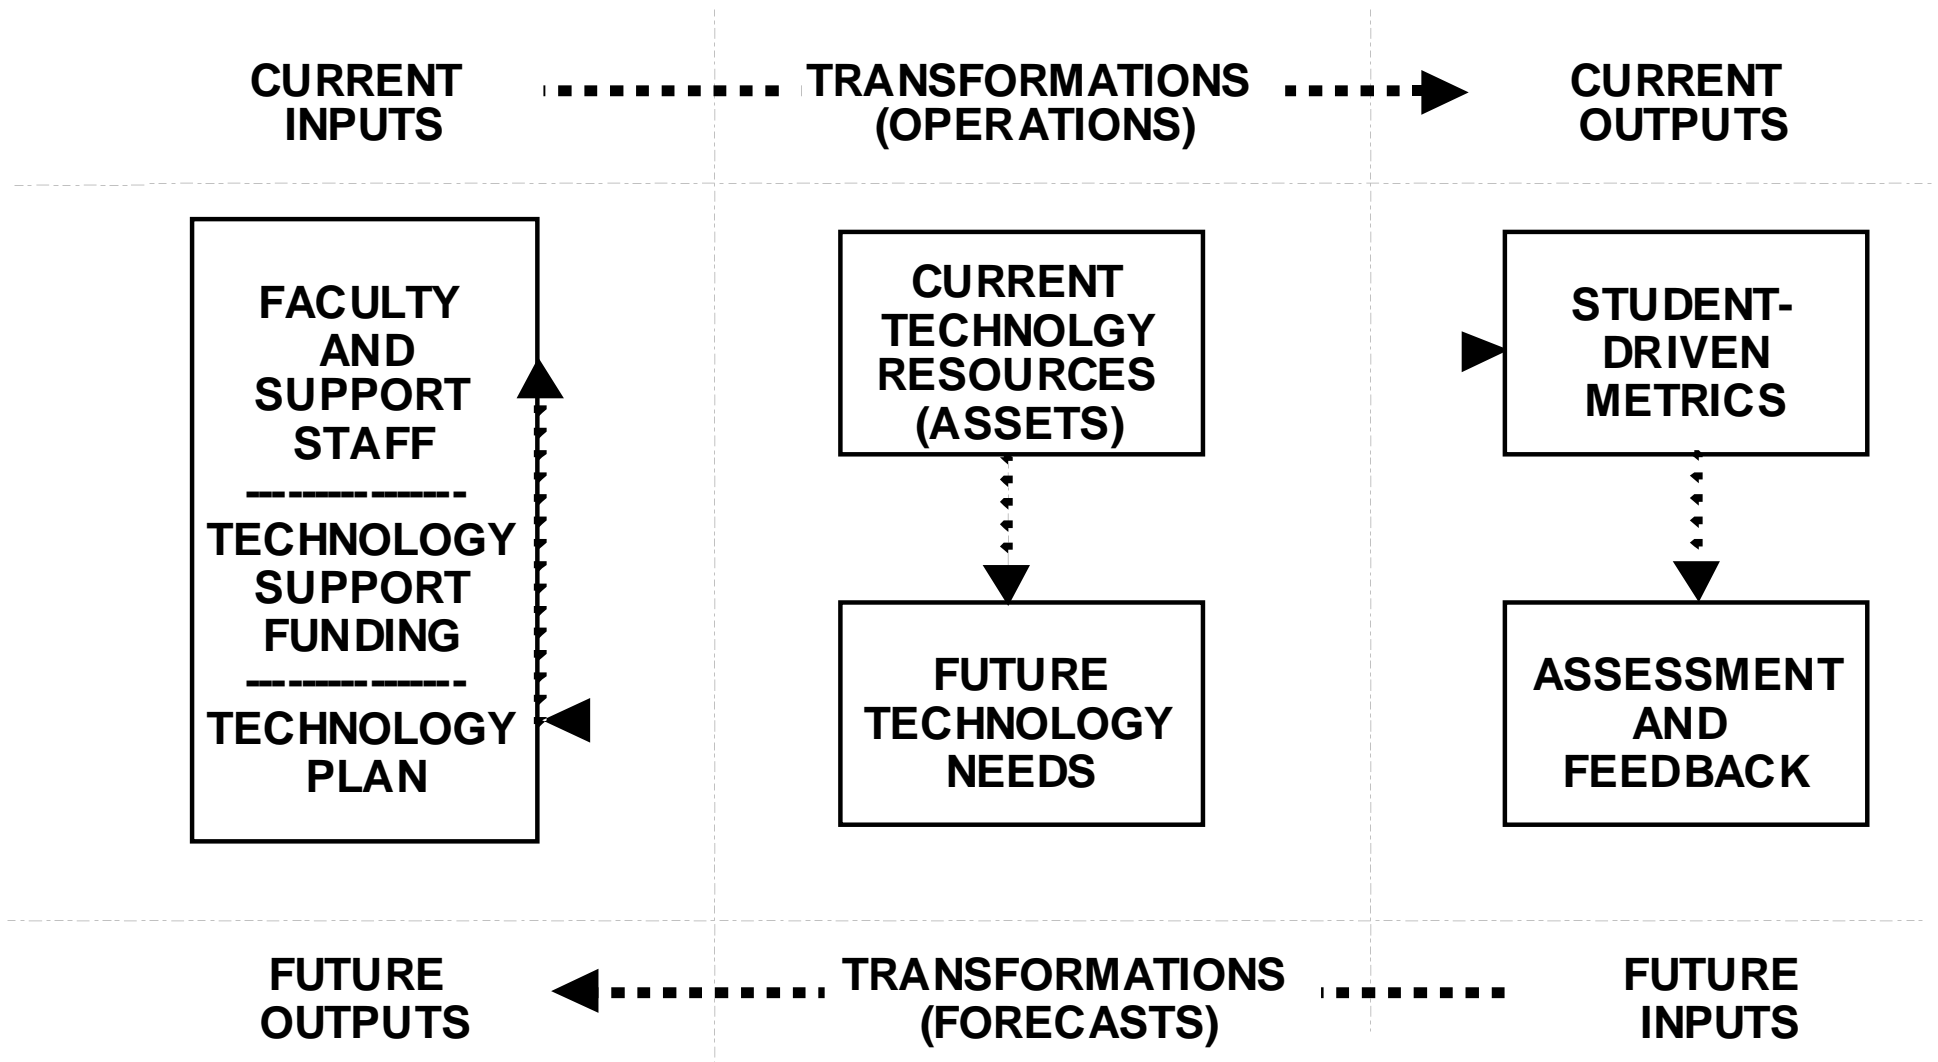 CURRENT
INPUTS
TRANSFORMATIONS
(OPERATIONS)
CURRENT
OUTPUTS
FACULTY
AND
SUPPORT
STAFF
----------------
TECHNOLOGY
SUPPORT
FUNDING
----------------
TECHNOLOGY
PLAN
CURRENT
TECHNOLGY
RESOURCES
(ASSETS)
STUDENT-
DRIVEN
METRICS
FUTURE
TECHNOLOGY
NEEDS
ASSESSMENT
AND
FEEDBACK
FUTURE
OUTPUTS
TRANSFORMATIONS
(FORECASTS)
FUTURE
INPUTS